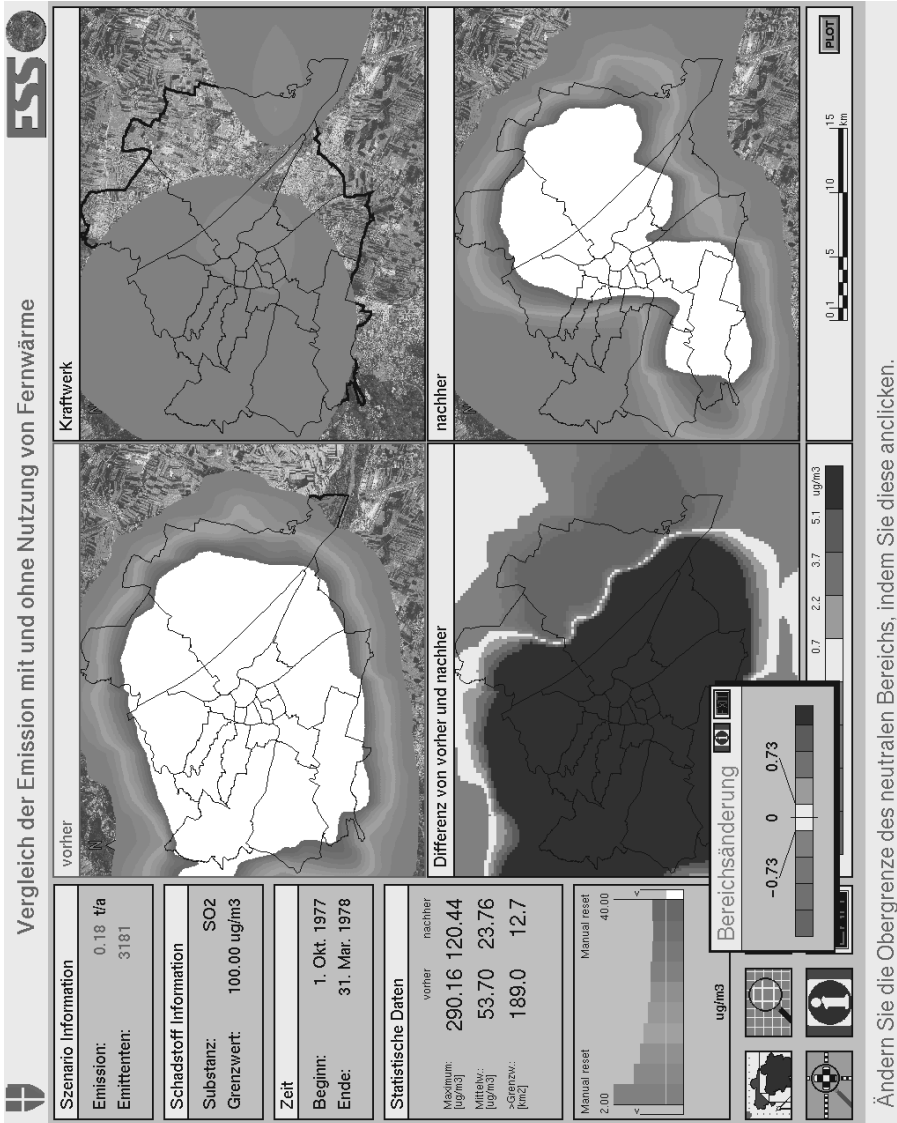 Vergleich der Emission mit und ohne Nutzung von Fernwärme
ESS
Szenario Information
Emission: 0.18 t/a
Emittenten: 3181
Schadstoff Information
Substanz: SO2
Grenzwert: 100.00 ug/m3
Zeit
Beginn: 1. Okt. 1977
Ende: 31. Mar. 1978
Statistische Daten
vorher nachher
Maximum: 290.16 120.44
[ug/m3]
Mittelw.: 53.70 23.76
[ug/m3]
>Grenzw.: 189.0 12.7
[km2]
Manual reset Manual reset
2.00 40.00
v v
ug/m3
vorher
N
Kraftwerk
N
Differenz von vorher und nachher
nachher
N
0.7 2.2 3.7 5.1 ug/m3
0 1 5 10 15
km
PLOT
Bereichsänderung
i EXIT
-0.73 0 0.73
i
Ändern Sie die Obergrenze des neutralen Bereichs, indem Sie diese anclicken.